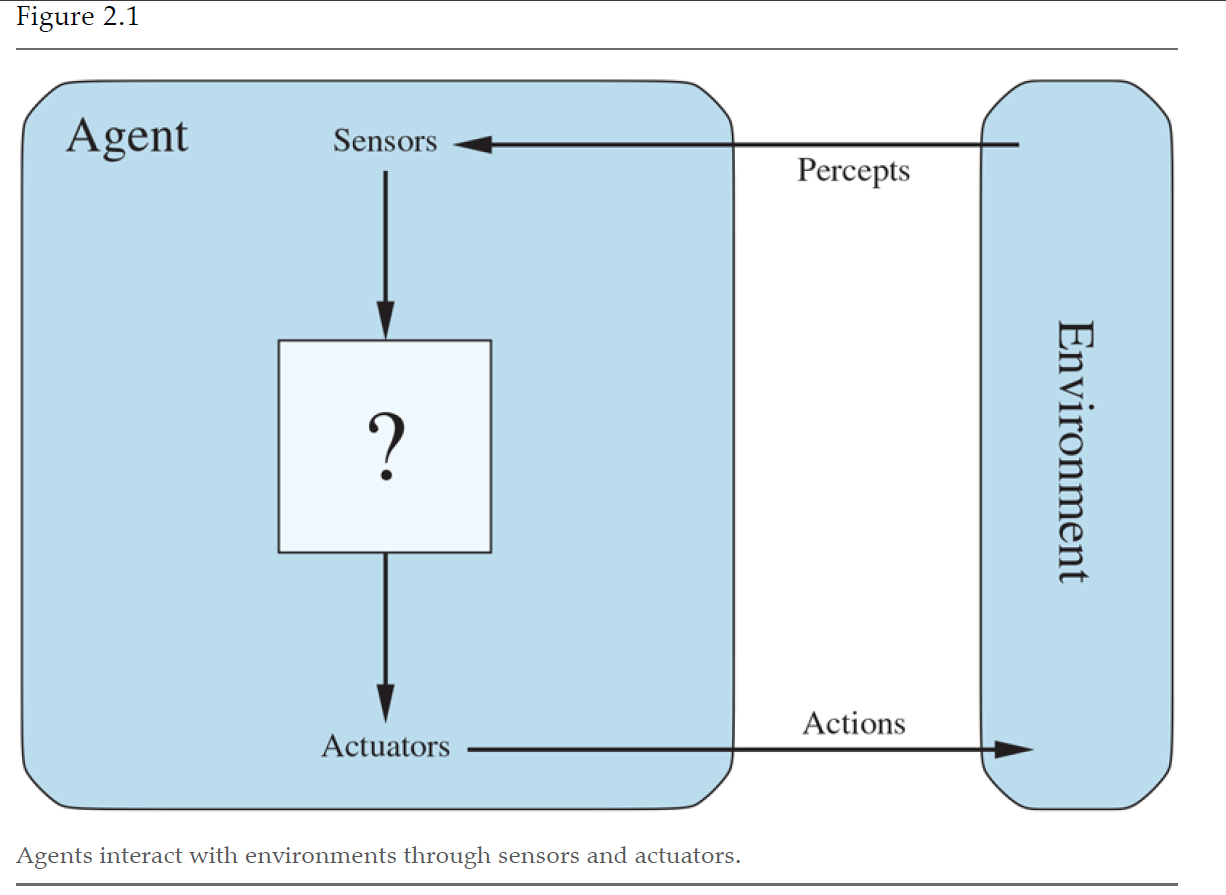 Figure 2.1
Agent
Sensors
Percepts
?
Environment
Actions
Actuators
Agents interact with environments through sensors and actuators.